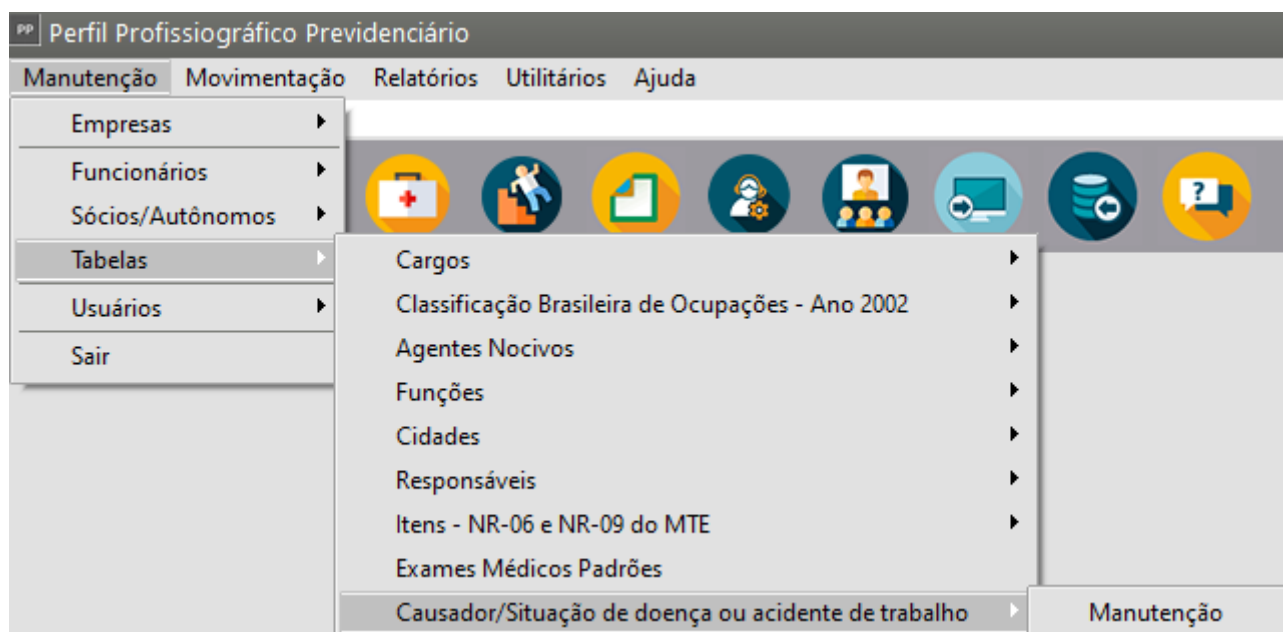 PP Perfil Profissiográfico Previdenciário
Manutenção Movimentação Relatórios Utilitários Ajuda
Empresas
Funcionários
Sócios/Autônomos
Tabelas
Usuários
Sair
?
Cargos
Classificação Brasileira de Ocupações - Ano 2002
Agentes Nocivos
Funções
Cidades
Responsáveis
Itens - NR-06 e NR-09 do MTE
Exames Médicos Padrões
Causador/Situação de doença ou acidente de trabalho
Manutenção